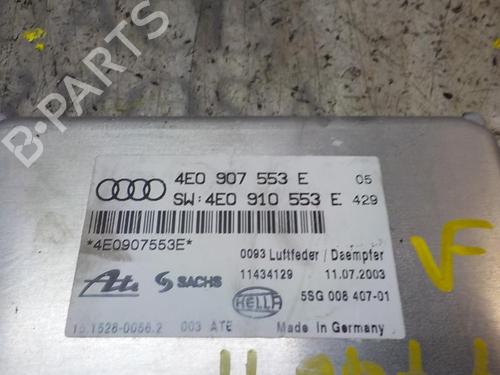 4E0 907 553 E 05
SW: 4E0 910 553 E 429
*4E0907553E*
0093 Luftfeder / Daempfer
11434129 11.07.2003
Ate SACHS HELLA 5SG 008 407-01
15.1526-0056.2 003 ATE Made in Germany
VF
B-PARTS